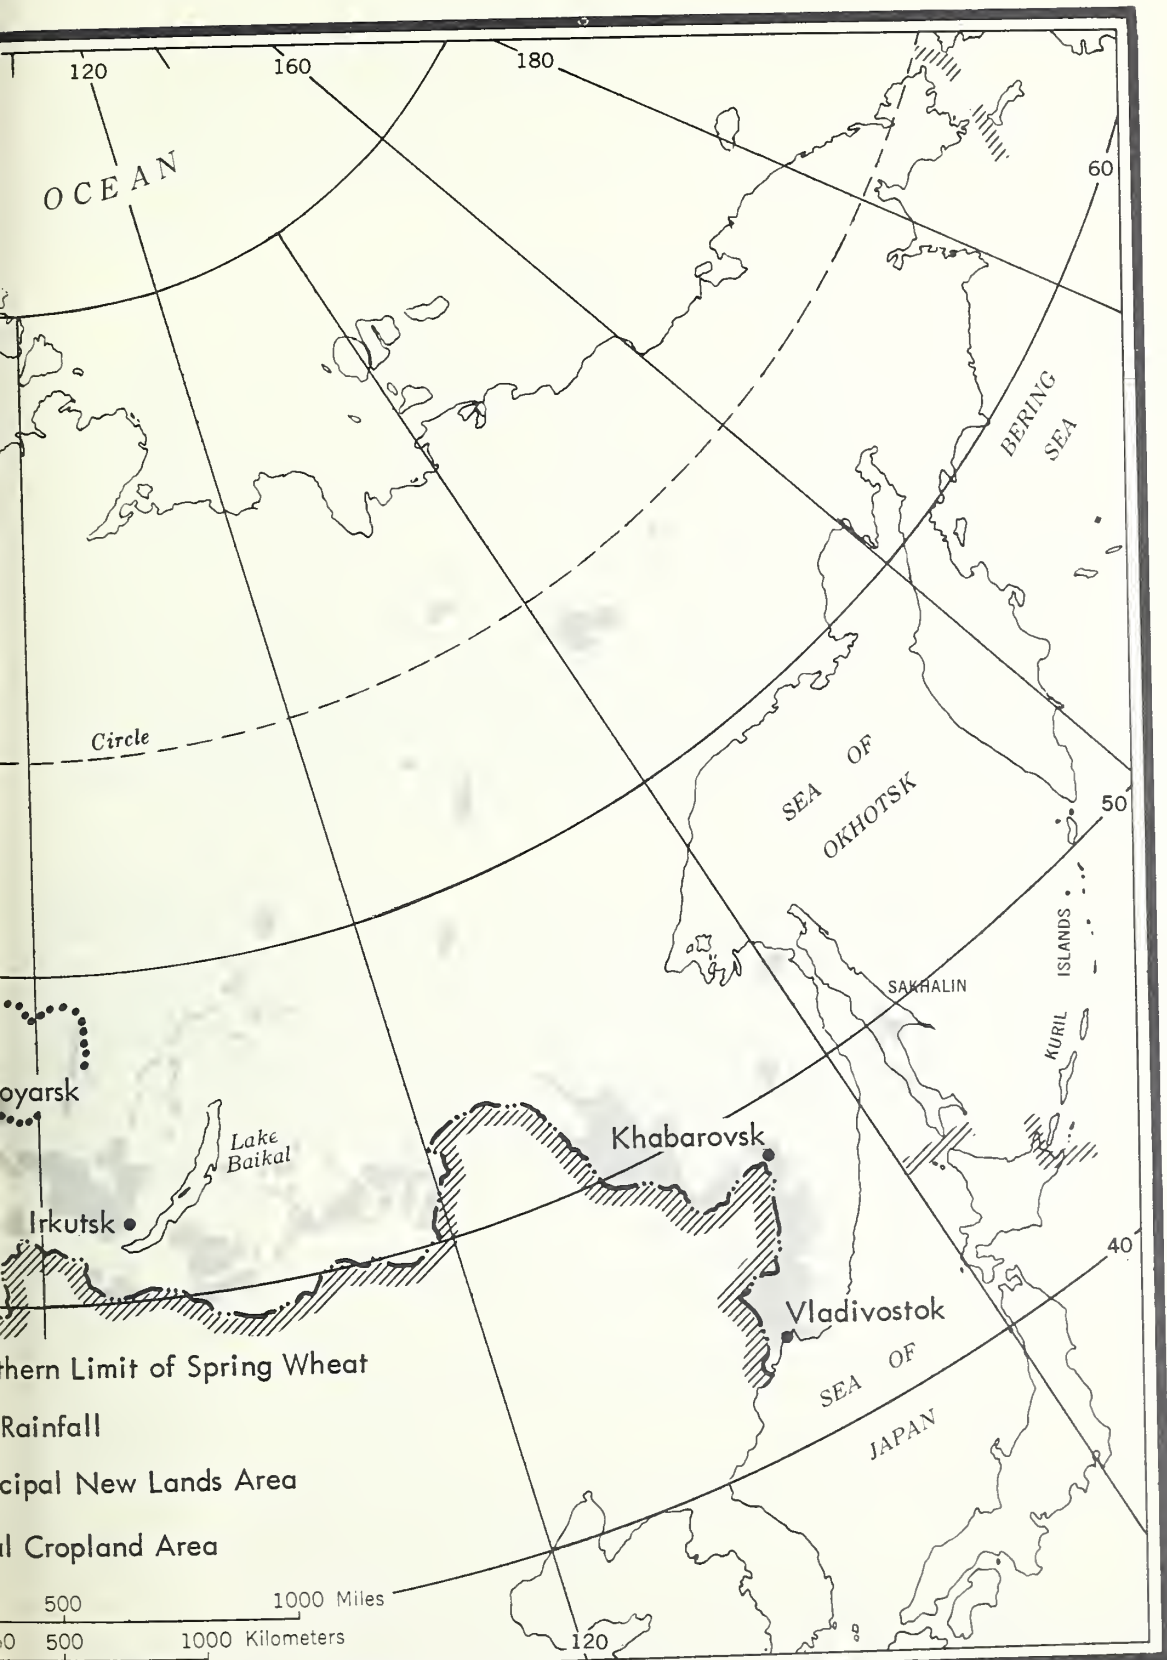 120
160
180
OCEAN
60
BERING
SEA
Circle
SEA OF
OKHOTSK
50
KURIL ISLANDS
SAKHALIN
oyarsk
Lake
Baikal
Khabarovsk
Irkutsk
40
Vladivostok
SEA OF
JAPAN
thern Limit of Spring Wheat
Rainfall
cipal New Lands Area
al Cropland Area
500 1000 Miles
0 500 1000 Kilometers
120